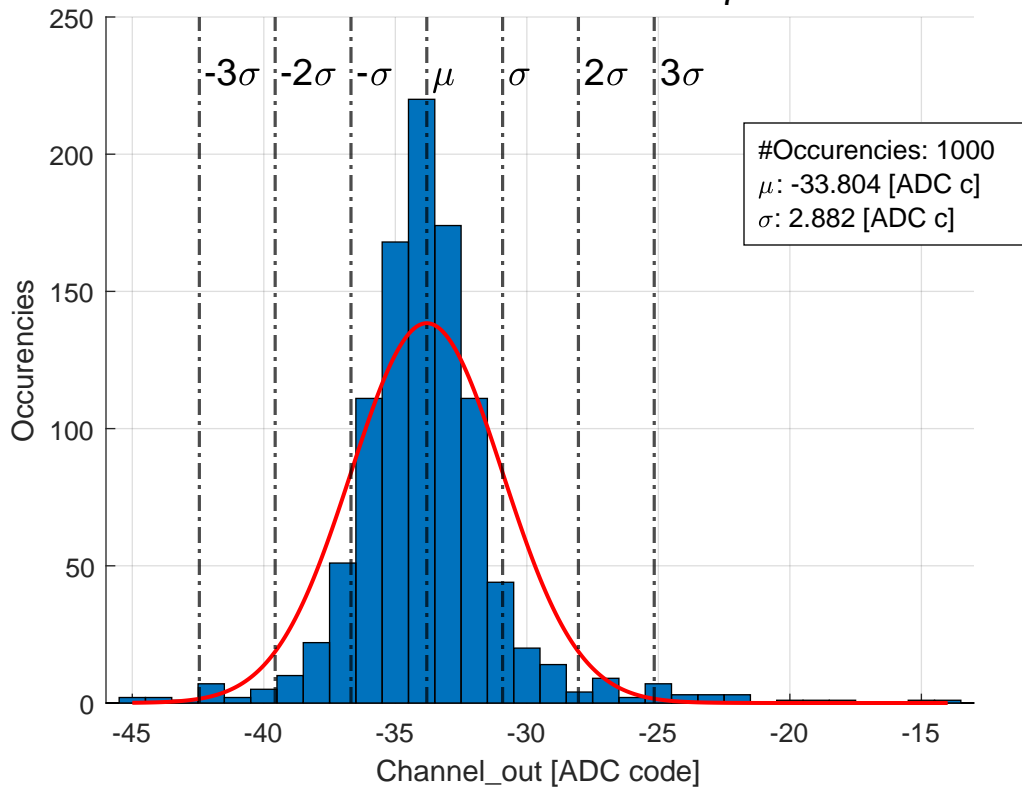 250
-3σ
-2σ
-σ
μ
σ
2σ
3σ
200
#Occurencies: 1000
μ: -33.804 [ADC c]
σ: 2.882 [ADC c]
150
100
50
0
Occurencies
-45
-40
-35
-30
-25
-20
-15
Channel_out [ADC code]